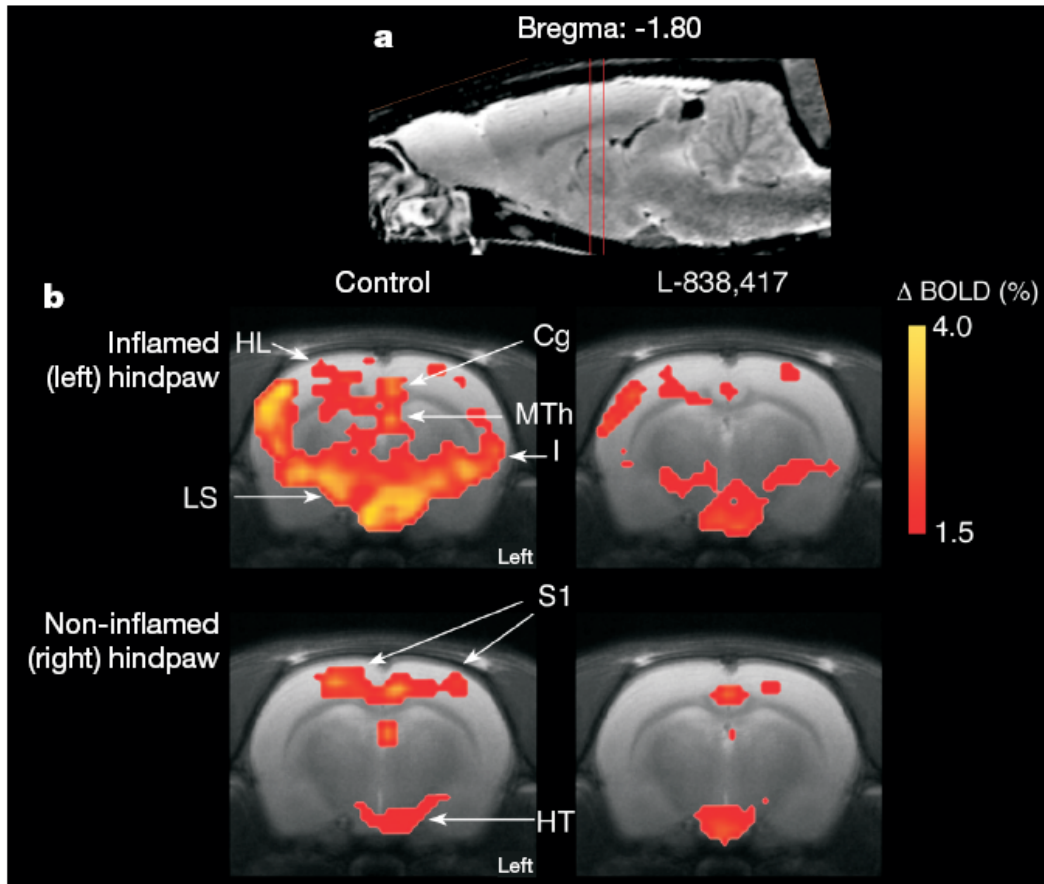 a
Bregma: -1.80
b
Control
L-838,417
Δ BOLD (%)
4.0
1.5
Inflamed
(left) hindpaw
HL
Cg
MTh
I
LS
Left
Non-inflamed
(right) hindpaw
S1
HT
Left